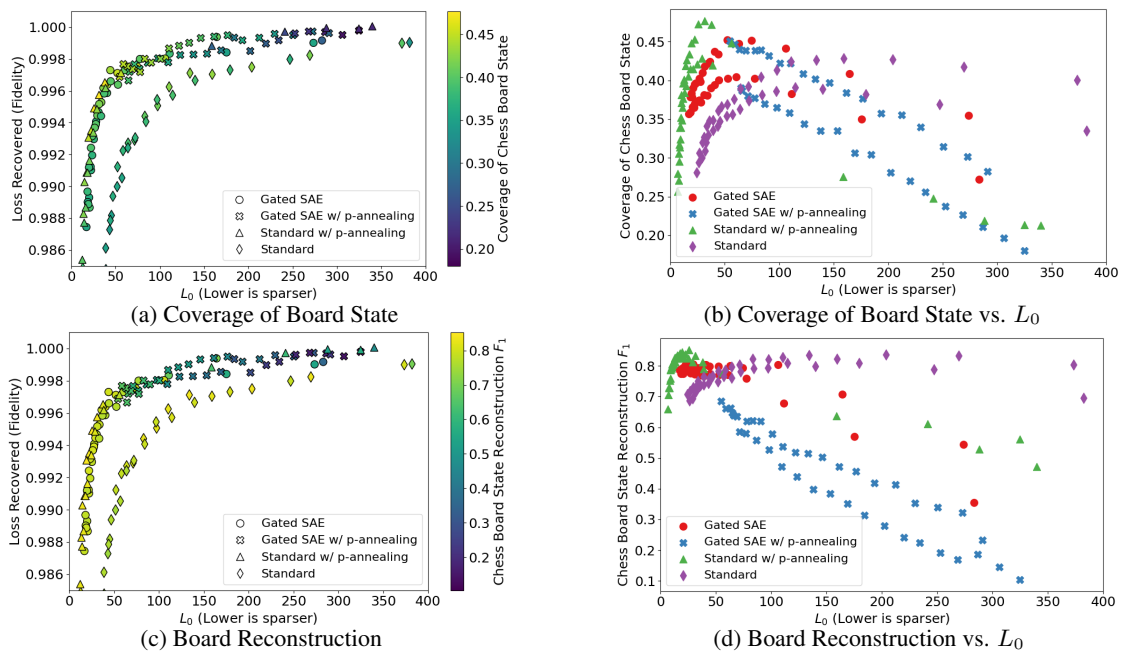 1.000
0.998
0.996
0.994
0.992
0.990
0.988
0.986
Loss Recovered (Fidelity)
0 50 100 150 200 250 300 350 400
L0 (Lower is sparser)
Gated SAE
Gated SAE w/ p-annealing
Standard w/ p-annealing
Standard
0.45
0.40
0.35
0.30
0.25
0.20
Coverage of Chess Board State
(a) Coverage of Board State
0.45
0.40
0.35
0.30
0.25
0.20
Coverage of Chess Board State
0 50 100 150 200 250 300 350 400
L0 (Lower is sparser)
Gated SAE
Gated SAE w/ p-annealing
Standard w/ p-annealing
Standard
(b) Coverage of Board State vs. L0
1.000
0.998
0.996
0.994
0.992
0.990
0.988
0.986
Loss Recovered (Fidelity)
0 50 100 150 200 250 300 350 400
L0 (Lower is sparser)
Gated SAE
Gated SAE w/ p-annealing
Standard w/ p-annealing
Standard
0.8
0.7
0.6
0.5
0.4
0.3
0.2
Chess Board State Reconstruction F1
(c) Board Reconstruction
0.8
0.7
0.6
0.5
0.4
0.3
0.2
0.1
Chess Board State Reconstruction F1
0 50 100 150 200 250 300 350 400
L0 (Lower is sparser)
Gated SAE
Gated SAE w/ p-annealing
Standard w/ p-annealing
Standard
(d) Board Reconstruction vs. L0